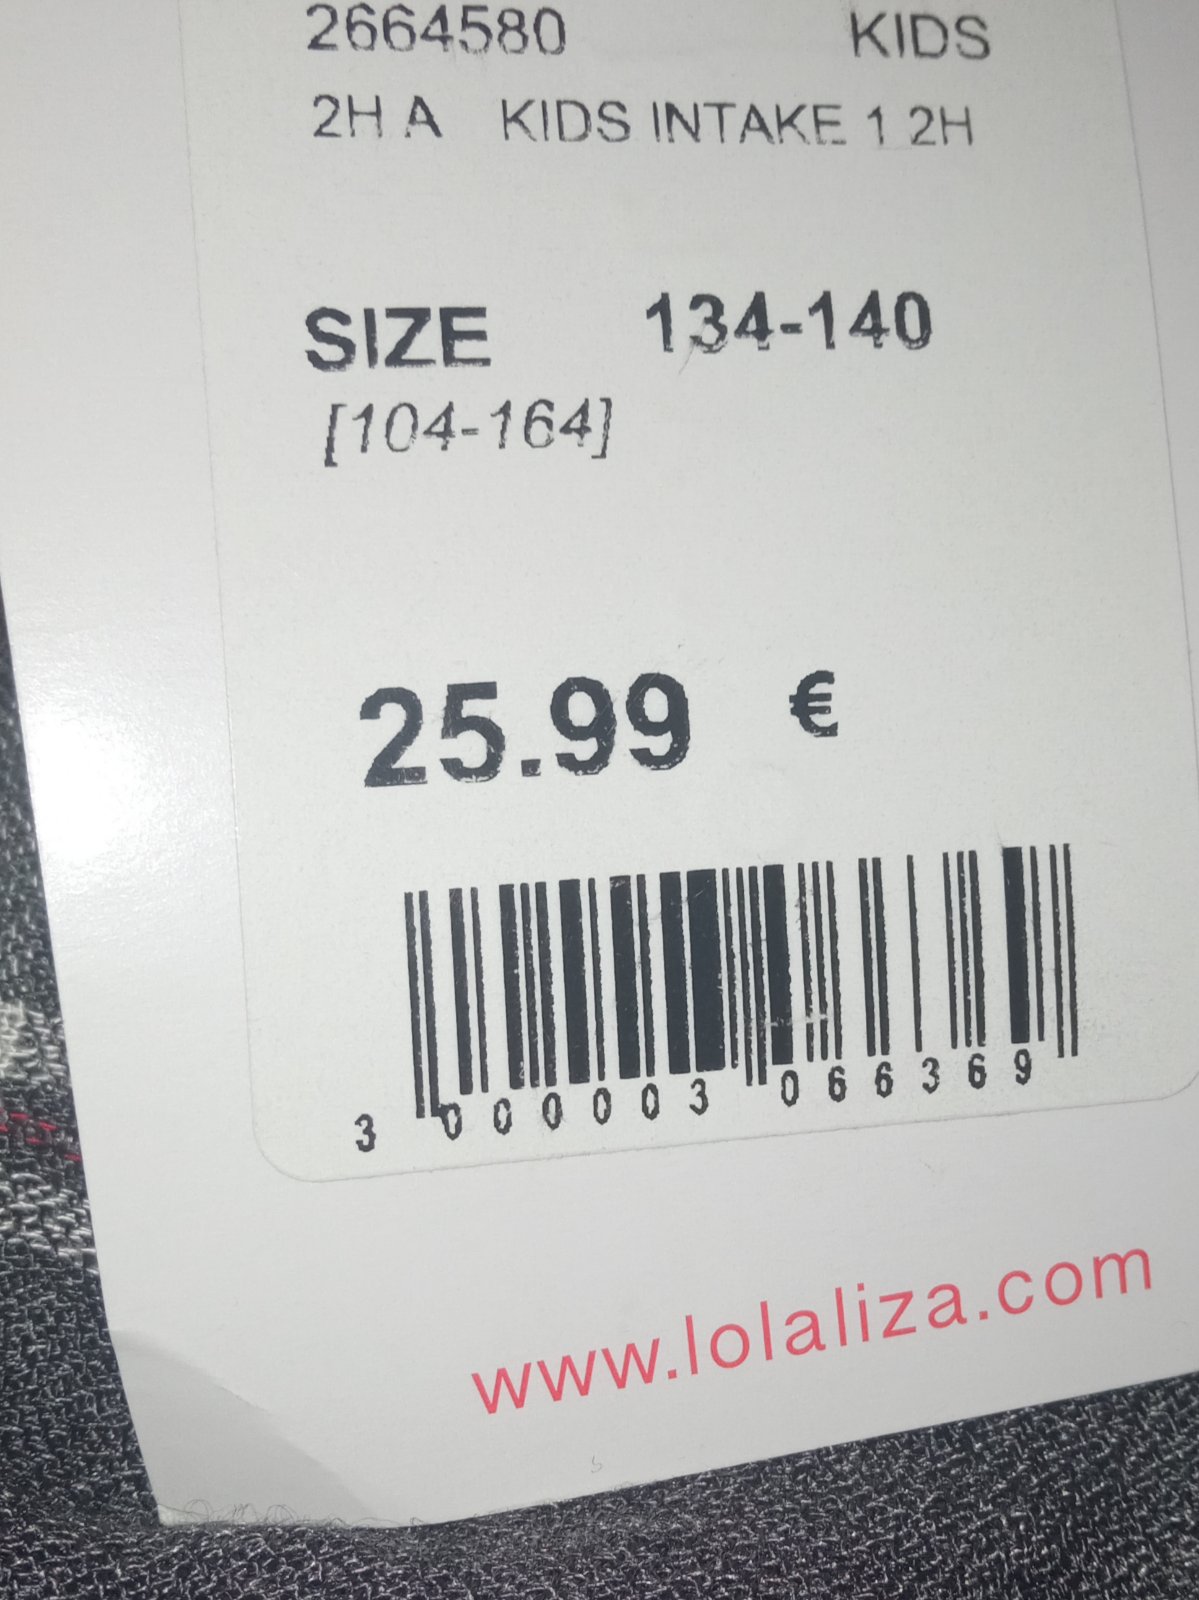 2664580 KIDS
2H A KIDS INTAKE 1 2H
SIZE 134-140
[104-164]
25.99 €
3 000003 066369
www.lolaliza.com